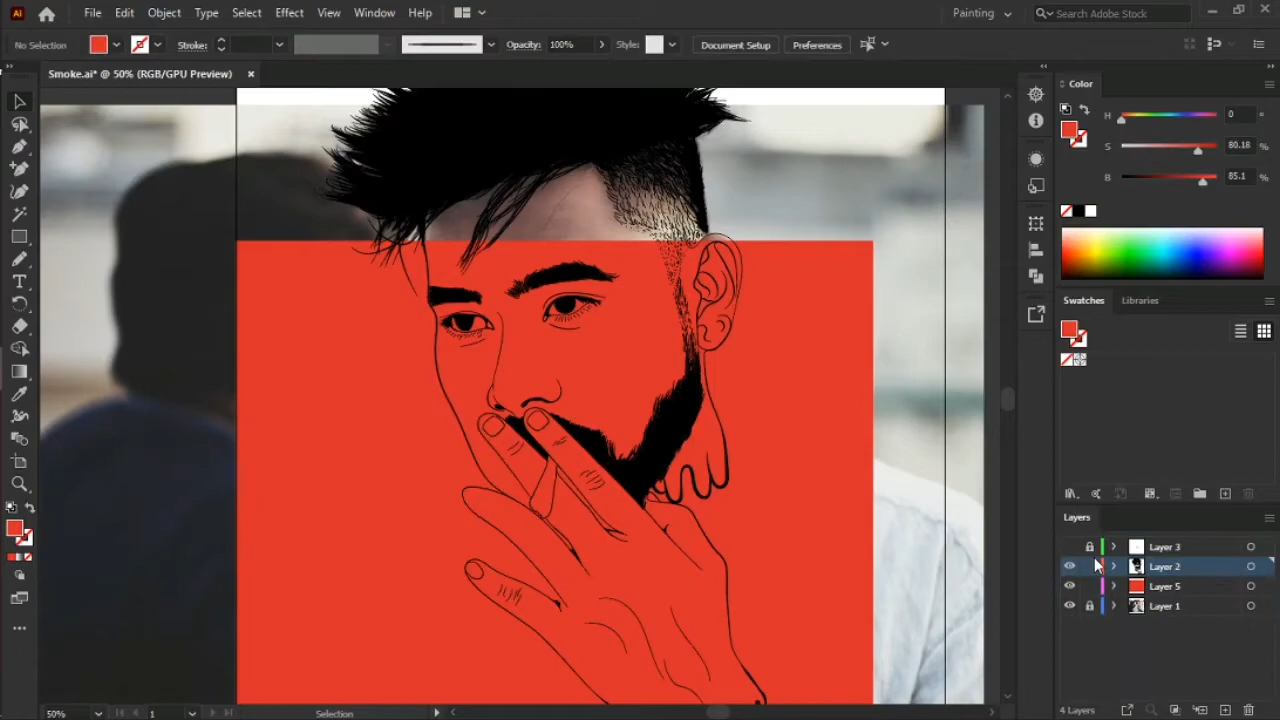 Ai File Edit Object Type Select Effect View Window Help Painting Search Adobe Stock
No Selection Stroke: Opacity: 100% Style: Document Setup Preferences
Smoke.ai* @ 50% (RGB/GPU Preview) ×
Color
H 0 °
S 80.18 %
B 85.1 %
Swatches Libraries
Layers
Layer 3
Layer 2
Layer 5
Layer 1
4 Layers
50% 1 Selection